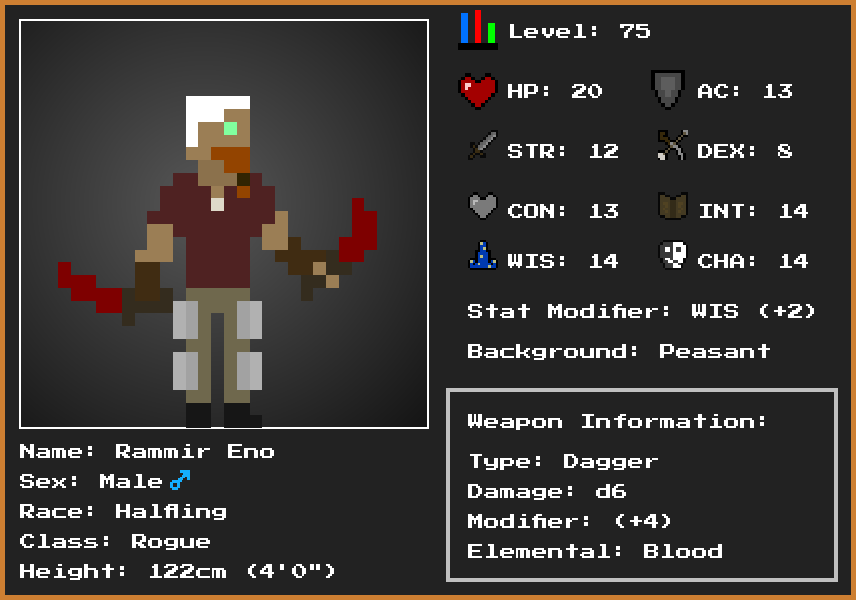 Level: 75
HP: 20
AC: 13
STR: 12
DEX: 8
CON: 13
INT: 14
WIS: 14
CHA: 14
Stat Modifier: WIS (+2)
Background: Peasant
Weapon Information:
Type: Dagger
Damage: d6
Modifier: (+4)
Elemental: Blood
Name: Rammir Eno
Sex: Male♂
Race: Halfling
Class: Rogue
Height: 122cm (4'0")